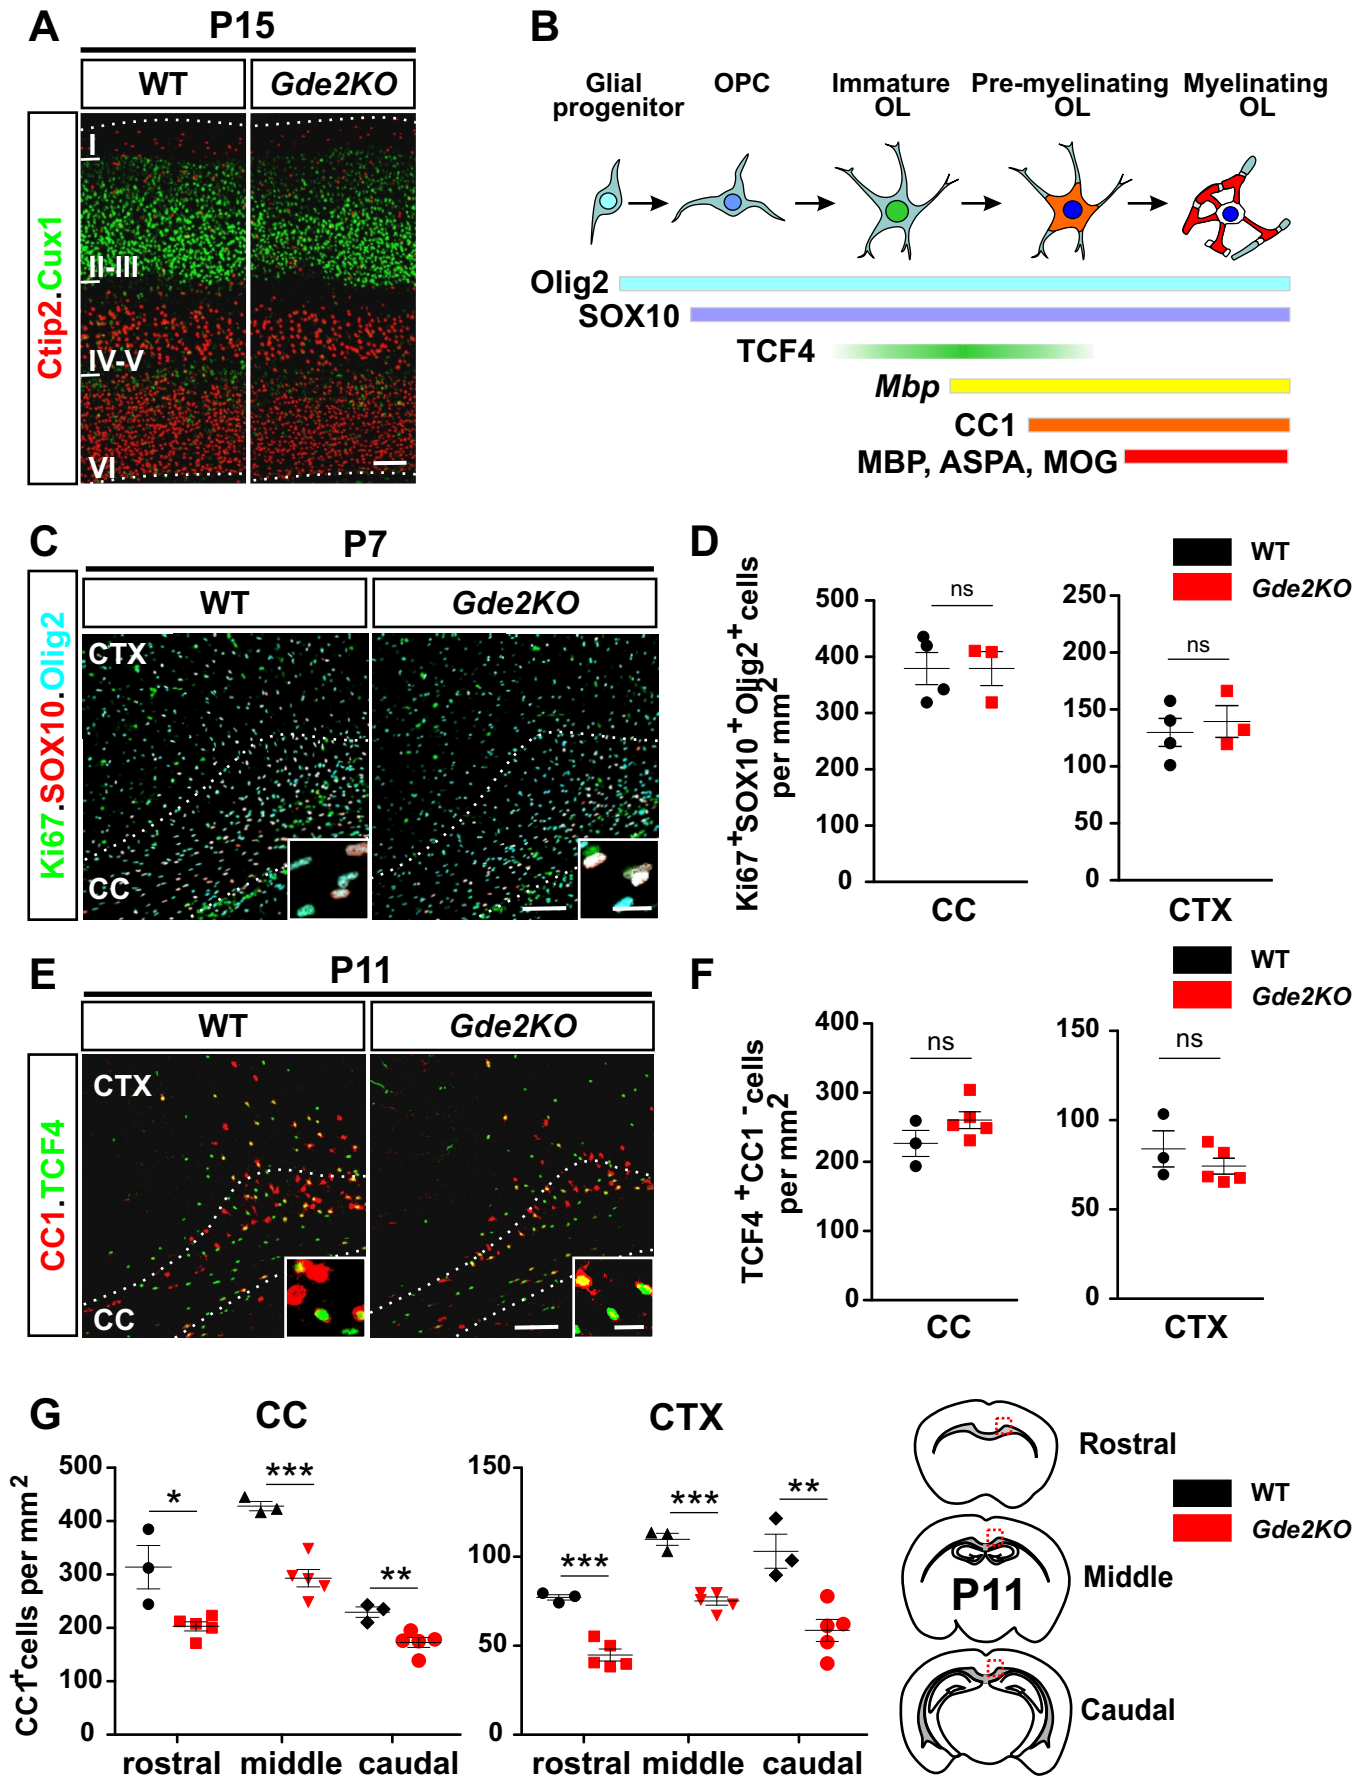 A
P15
WT
Gde2KO
Ctip2.Cux1
I
II-III
IV-V
VI
B
Glial progenitor
OPC
Immature OL
Pre-myelinating OL
Myelinating OL
Olig2
SOX10
TCF4
Mbp
CC1
MBP, ASPA, MOG
C
P7
WT
Gde2KO
Ki67.SOX10.Olig2
CTX
CC
D
WT
Gde2KO
Ki67+SOX10+Olig2+cells
per mm2
500
400
300
200
100
0
ns
CC
250
200
150
100
50
0
ns
CTX
E
P11
WT
Gde2KO
CC1.TCF4
CTX
CC
F
WT
Gde2KO
TCF4+CC1-cells
per mm2
400
300
200
100
0
ns
CC
150
100
50
0
ns
CTX
G
CC
CC1+cells per mm2
500
400
300
200
100
0
*
***
**
rostral
middle
caudal
CTX
150
100
50
0
***
***
**
rostral
middle
caudal
Rostral
WT
Gde2KO
P11
Middle
Caudal